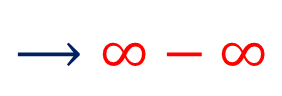 → ∞ − ∞